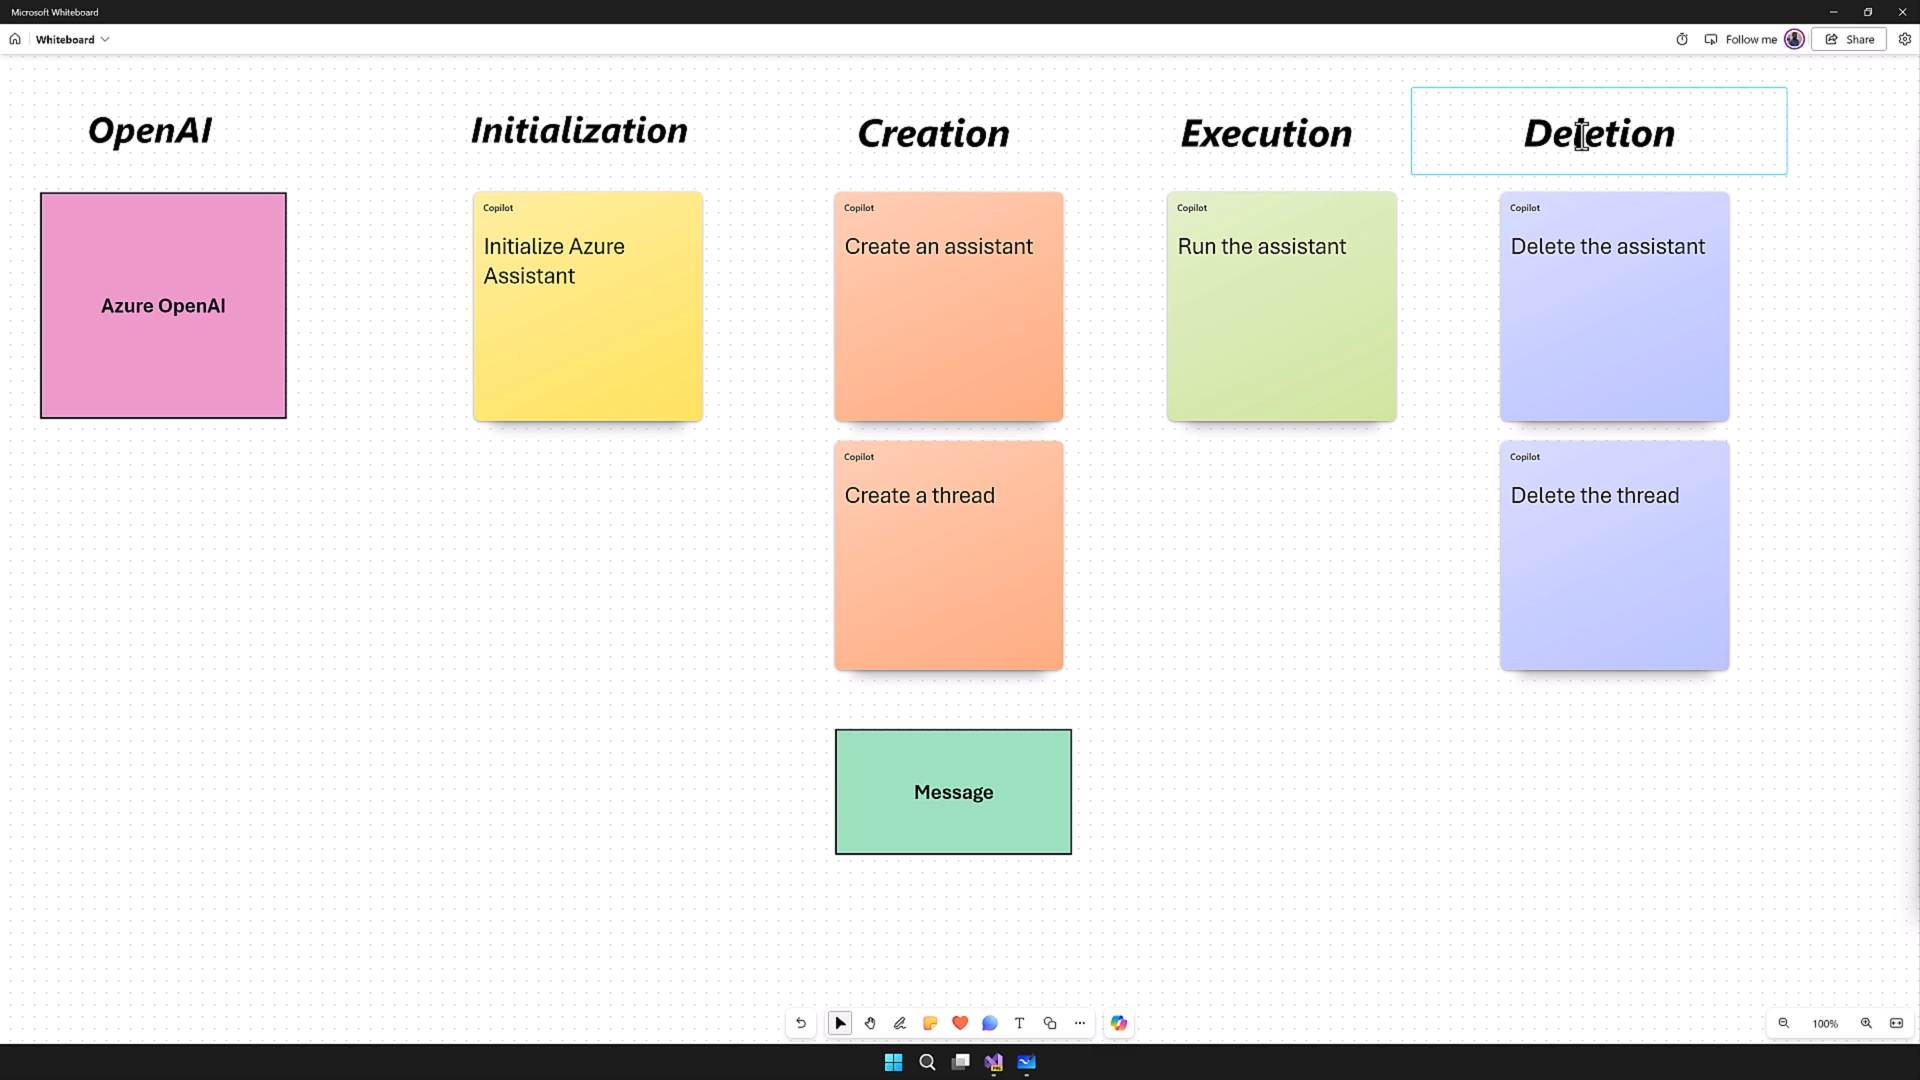 Microsoft Whiteboard
Whiteboard
Follow me
Share
OpenAI
Initialization
Creation
Execution
Deletion
Azure OpenAI
Copilot
Initialize Azure
Assistant
Copilot
Create an assistant
Copilot
Run the assistant
Copilot
Delete the assistant
Copilot
Create a thread
Copilot
Delete the thread
Message
T
100%